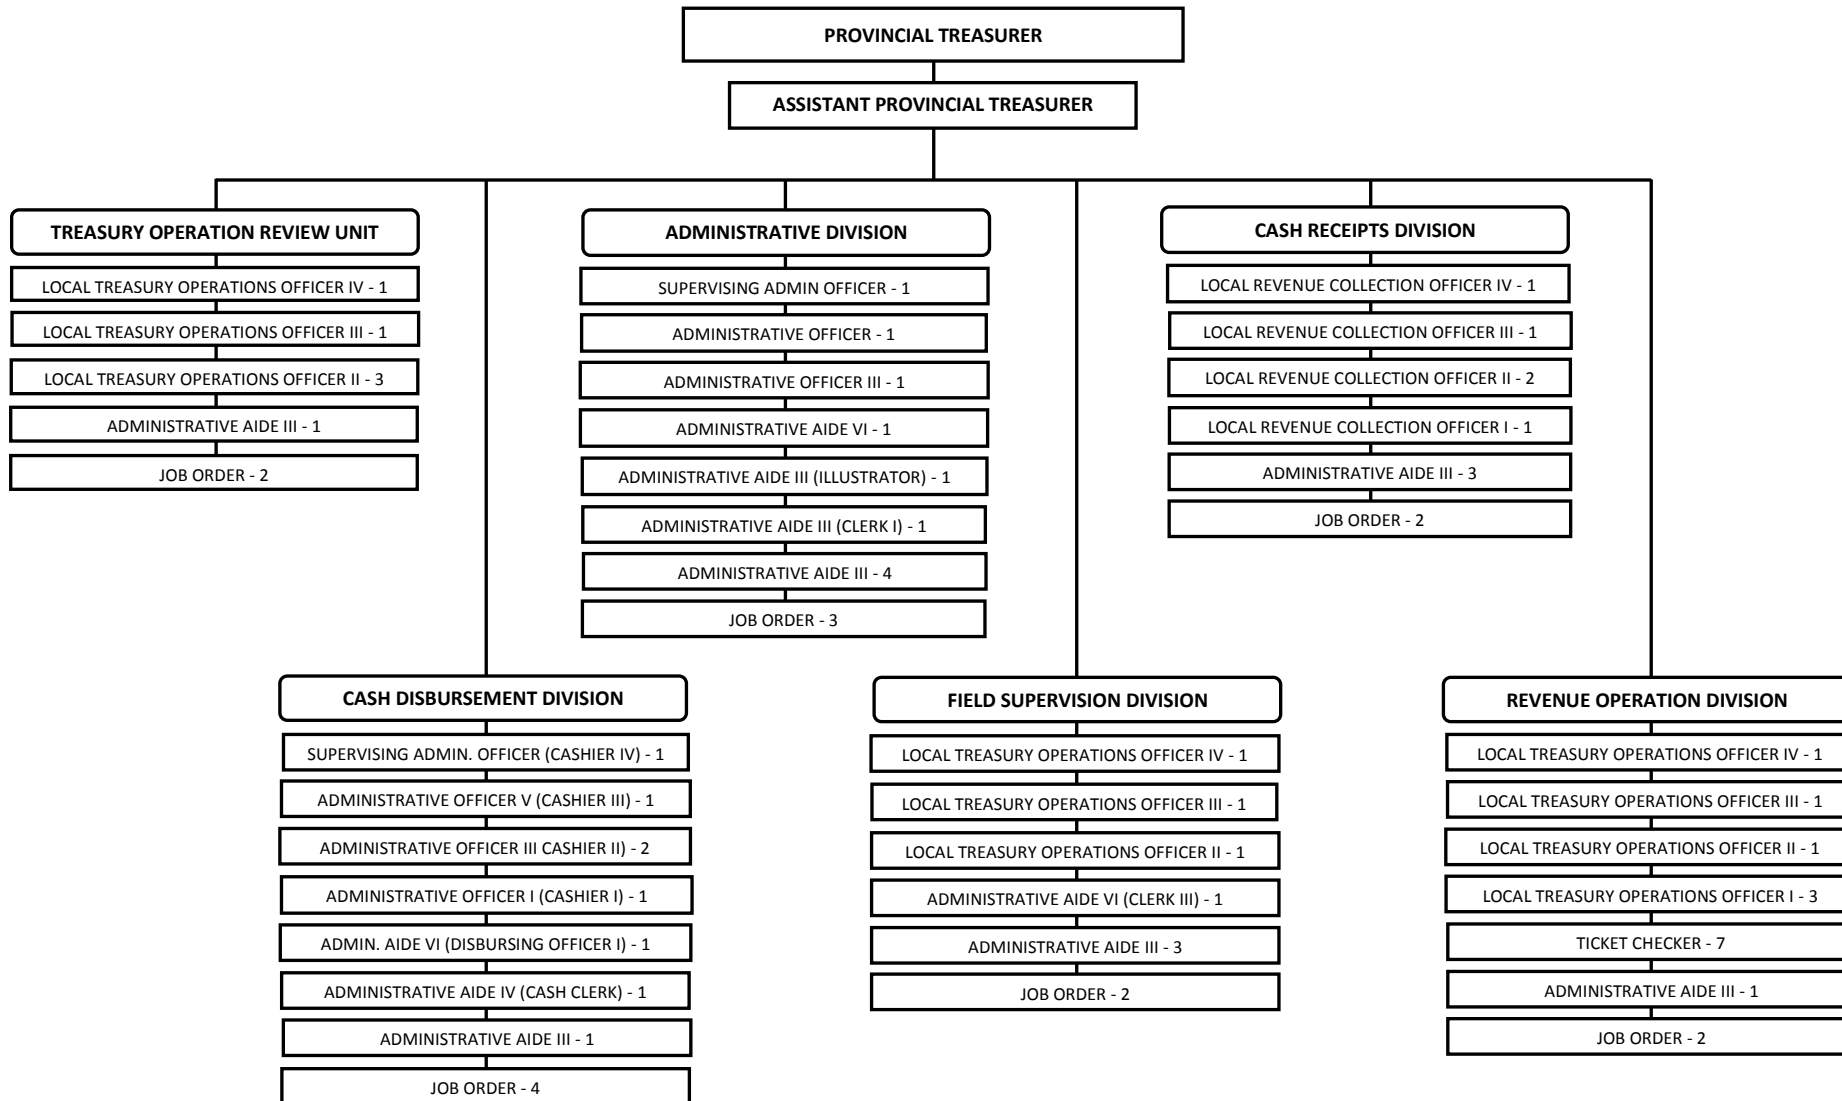 PROVINCIAL TREASURER
ASSISTANT PROVINCIAL TREASURER
TREASURY OPERATION REVIEW UNIT
LOCAL TREASURY OPERATIONS OFFICER IV - 1
LOCAL TREASURY OPERATIONS OFFICER III - 1
LOCAL TREASURY OPERATIONS OFFICER II - 3
ADMINISTRATIVE AIDE III - 1
JOB ORDER - 2
ADMINISTRATIVE DIVISION
SUPERVISING ADMIN OFFICER - 1
ADMINISTRATIVE OFFICER - 1
ADMINISTRATIVE OFFICER III - 1
ADMINISTRATIVE AIDE VI - 1
ADMINISTRATIVE AIDE III (ILLUSTRATOR) - 1
ADMINISTRATIVE AIDE III (CLERK I) - 1
ADMINISTRATIVE AIDE III - 4
JOB ORDER - 3
CASH RECEIPTS DIVISION
LOCAL REVENUE COLLECTION OFFICER IV - 1
LOCAL REVENUE COLLECTION OFFICER III - 1
LOCAL REVENUE COLLECTION OFFICER II - 2
LOCAL REVENUE COLLECTION OFFICER I - 1
ADMINISTRATIVE AIDE III - 3
JOB ORDER - 2
CASH DISBURSEMENT DIVISION
SUPERVISING ADMIN. OFFICER (CASHIER IV) - 1
ADMINISTRATIVE OFFICER V (CASHIER III) - 1
ADMINISTRATIVE OFFICER III CASHIER II) - 2
ADMINISTRATIVE OFFICER I (CASHIER I) - 1
ADMIN. AIDE VI (DISBURSING OFFICER I) - 1
ADMINISTRATIVE AIDE IV (CASH CLERK) - 1
ADMINISTRATIVE AIDE III - 1
JOB ORDER - 4
FIELD SUPERVISION DIVISION
LOCAL TREASURY OPERATIONS OFFICER IV - 1
LOCAL TREASURY OPERATIONS OFFICER III - 1
LOCAL TREASURY OPERATIONS OFFICER II - 1
ADMINISTRATIVE AIDE VI (CLERK III) - 1
ADMINISTRATIVE AIDE III - 3
JOB ORDER - 2
REVENUE OPERATION DIVISION
LOCAL TREASURY OPERATIONS OFFICER IV - 1
LOCAL TREASURY OPERATIONS OFFICER III - 1
LOCAL TREASURY OPERATIONS OFFICER II - 1
LOCAL TREASURY OPERATIONS OFFICER I - 3
TICKET CHECKER - 7
ADMINISTRATIVE AIDE III - 1
JOB ORDER - 2